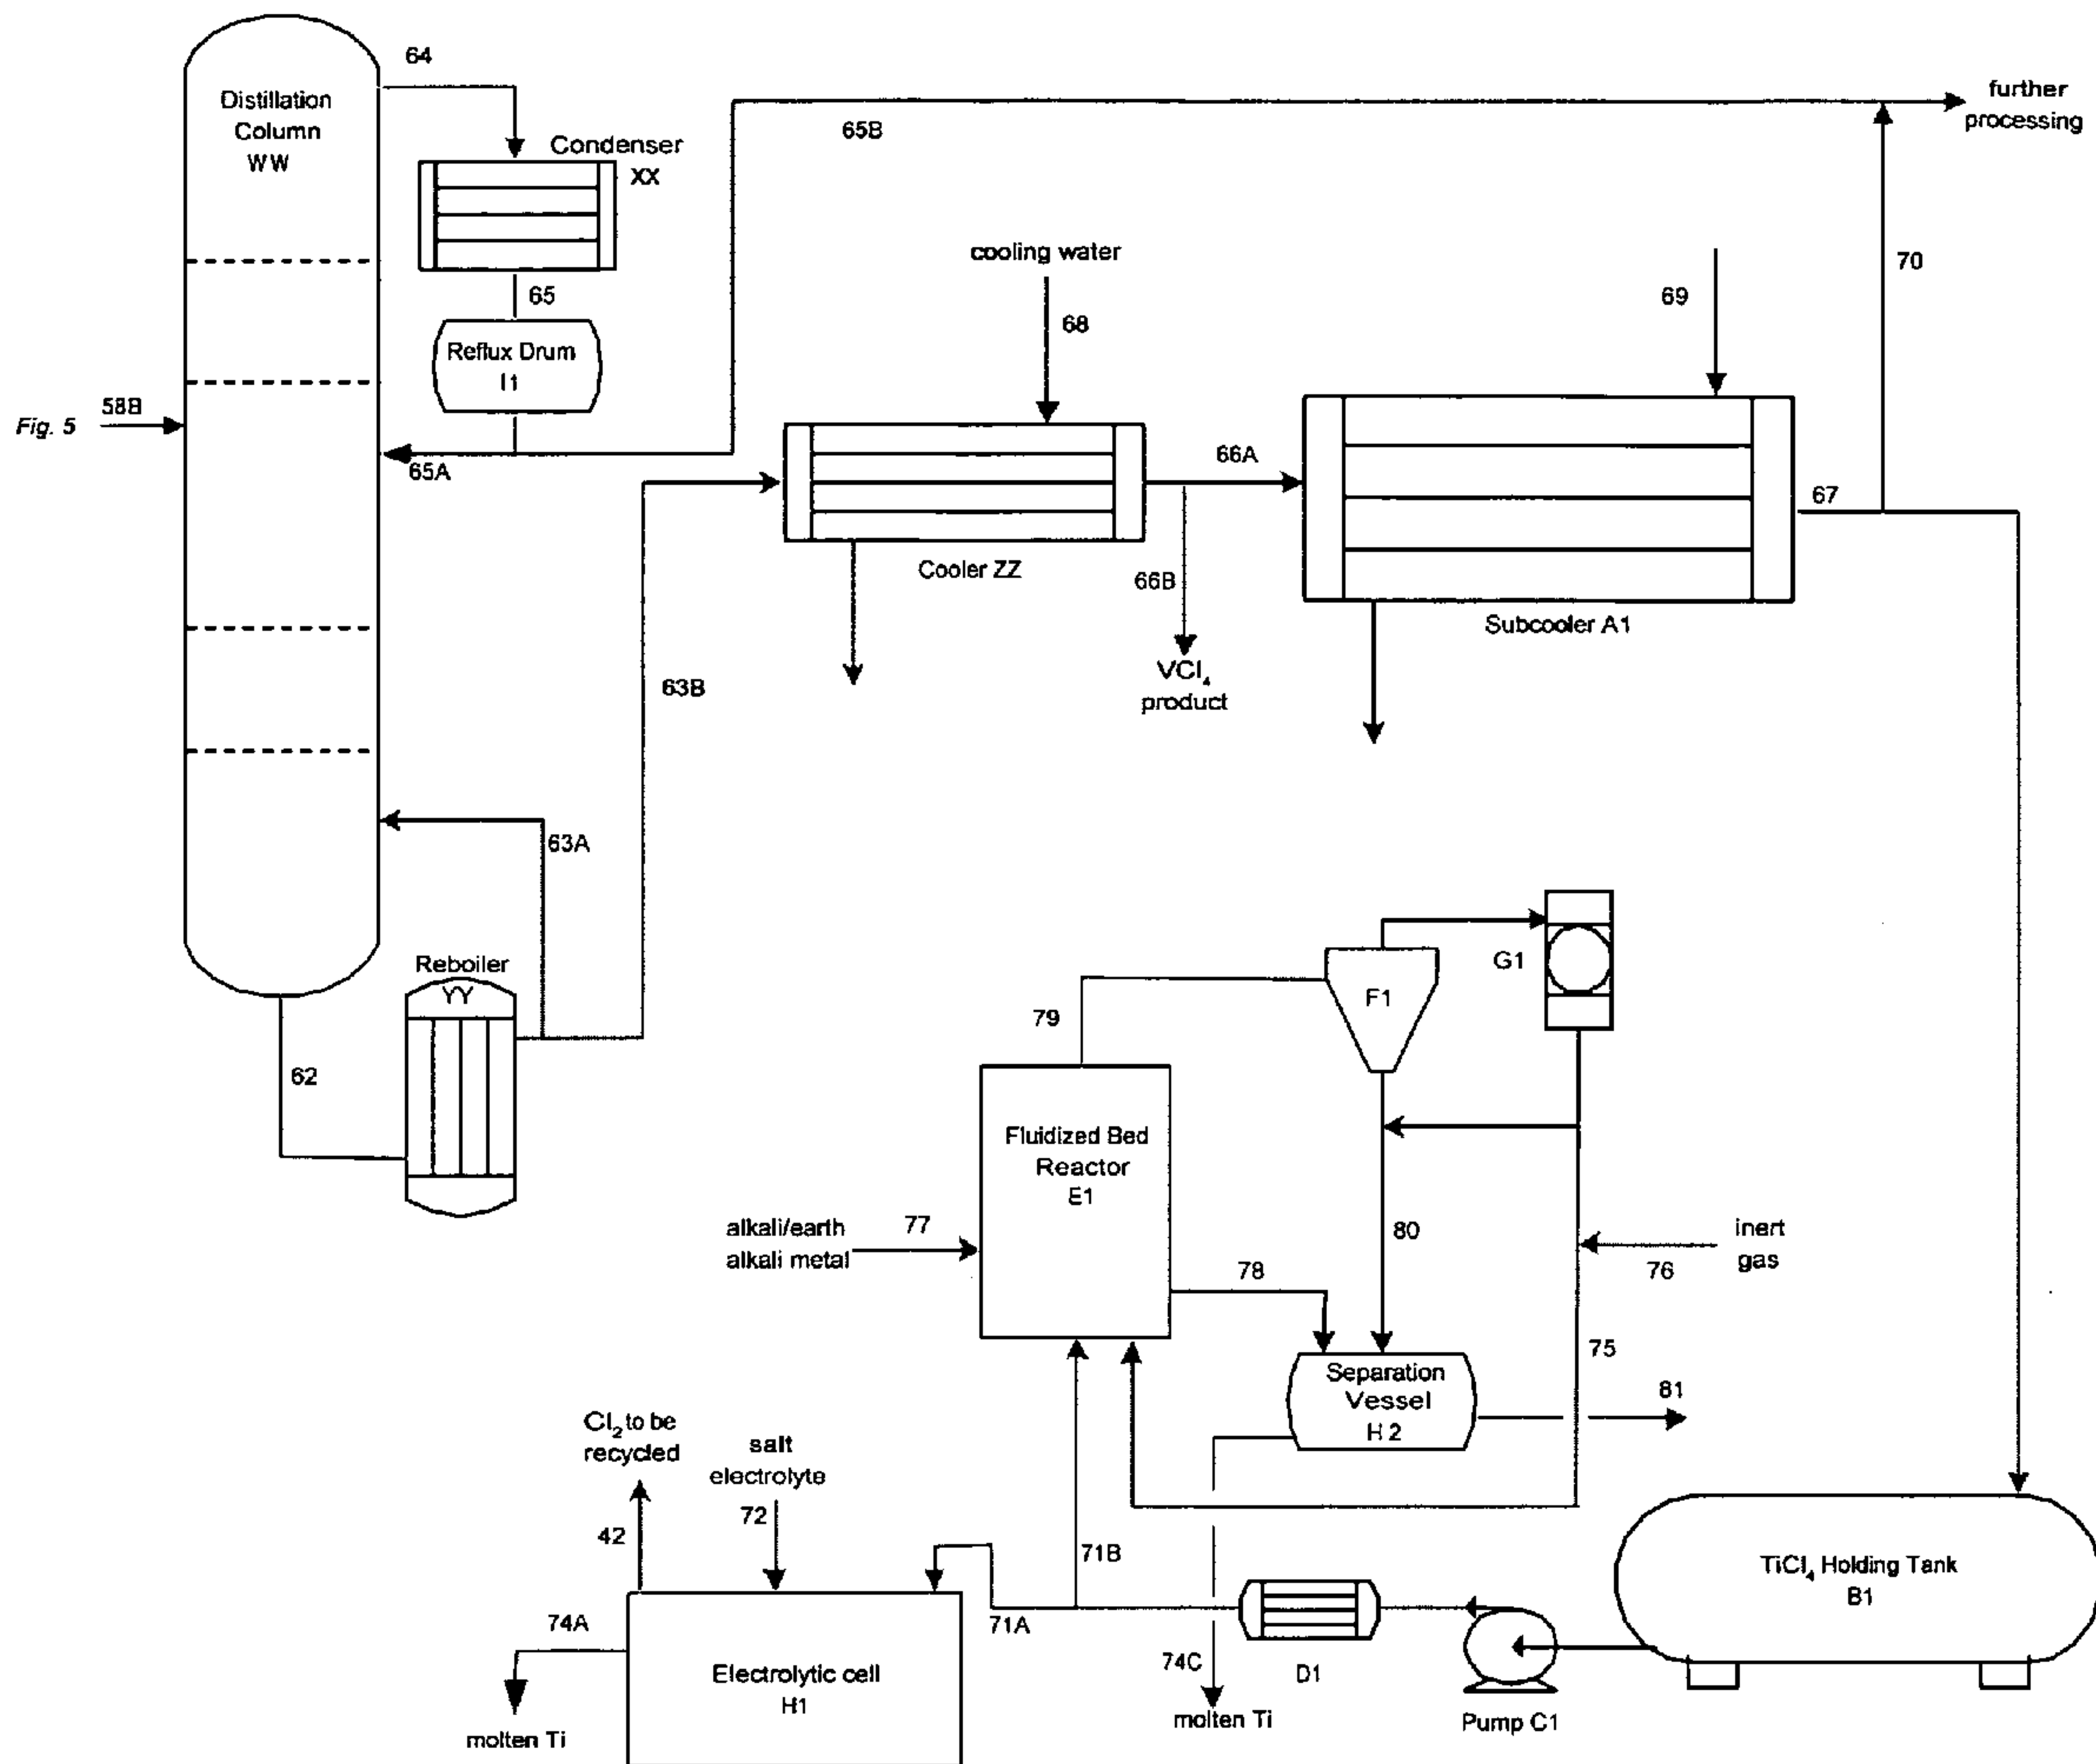 64
Distillation
Column
WW
Condenser
XX
65B
further
processing
cooling water
70
65
69
68
Reflux Drum
I1
Fig. 5
58B
65A
66A
67
Cooler ZZ
66B
Subcooler A1
VCl₄
product
63B
63A
Reboiler
YY
G1
F1
79
62
Fluidized Bed
Reactor
E1
alkali/earth
alkali metal
77
80
inert
gas
76
78
75
Separation
Vessel
H2
81
Cl₂ to be
recycled
salt
electrolyte
72
42
71B
TiCl₄ Holding Tank
B1
74A
71A
74C
D1
Electrolytic cell
H1
molten Ti
molten Ti
Pump C1